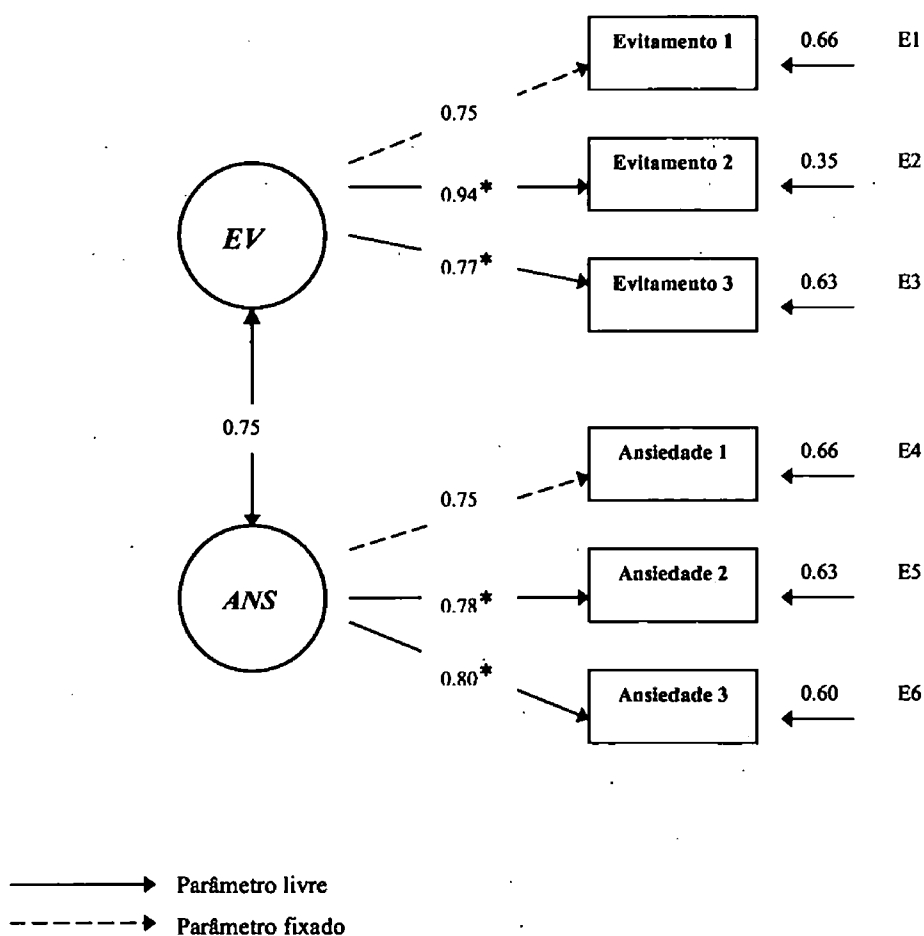 Evitamento 1 0.66 E1
0.75
Evitamento 2 0.35 E2
0.94*
EV
Evitamento 3 0.63 E3
0.77*
0.75
Ansiedade 1 0.66 E4
0.75
Ansiedade 2 0.63 E5
ANS
0.78*
Ansiedade 3 0.60 E6
0.80*
Parâmetro livre
Parâmetro fixado